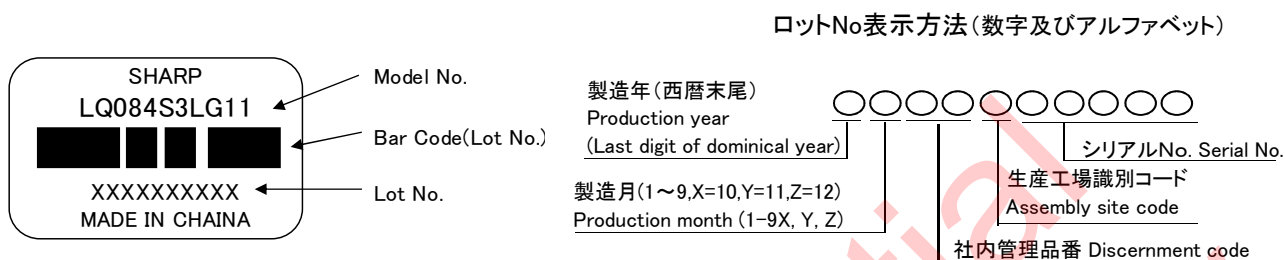 ロットNo表示方法(数字及びアルファベット)
SHARP
LQ084S3LG11
XXXXXXXXXX
MADE IN CHAINA
Model No.
Bar Code(Lot No.)
Lot No.
製造年(西暦末尾)
Production year
(Last digit of dominical year)
製造月(1~9,X=10,Y=11,Z=12)
Production month (1-9X, Y, Z)
シリアルNo. Serial No.
生産工場識別コード
Assembly site code
社内管理品番 Discernment code